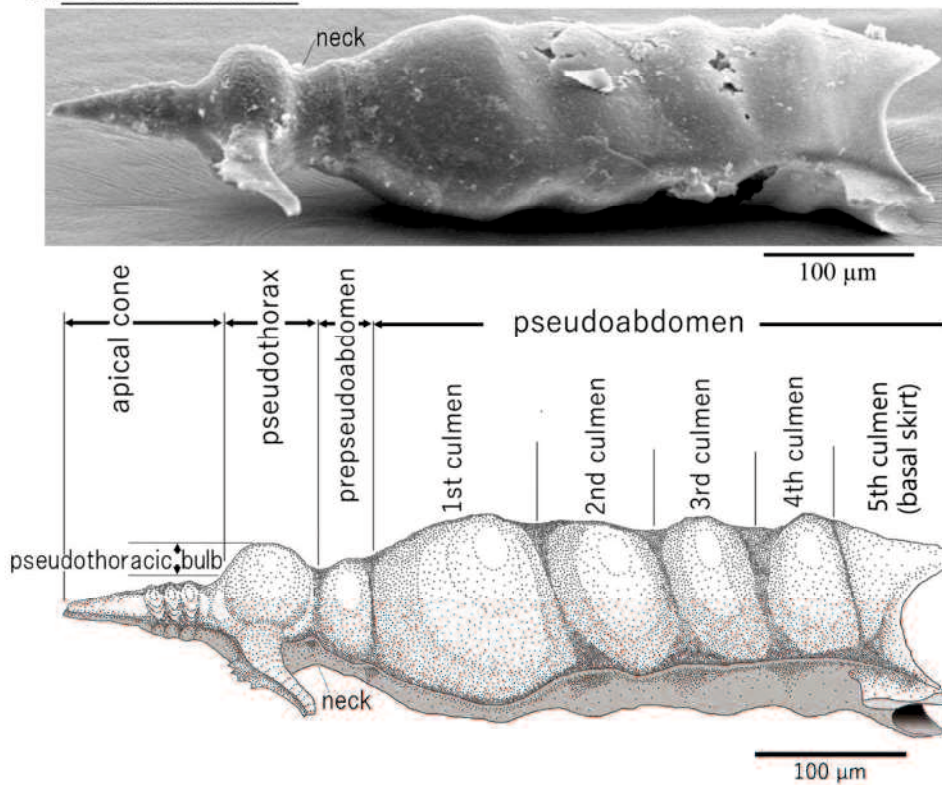 neck
100 µm
apical cone
pseudothorax
prepseudoabdomen
pseudoabdomen
1st culmen
2nd culmen
3rd culmen
4th culmen
5th culmen
(basal skirt)
pseudothoracic bulb
neck
100 µm